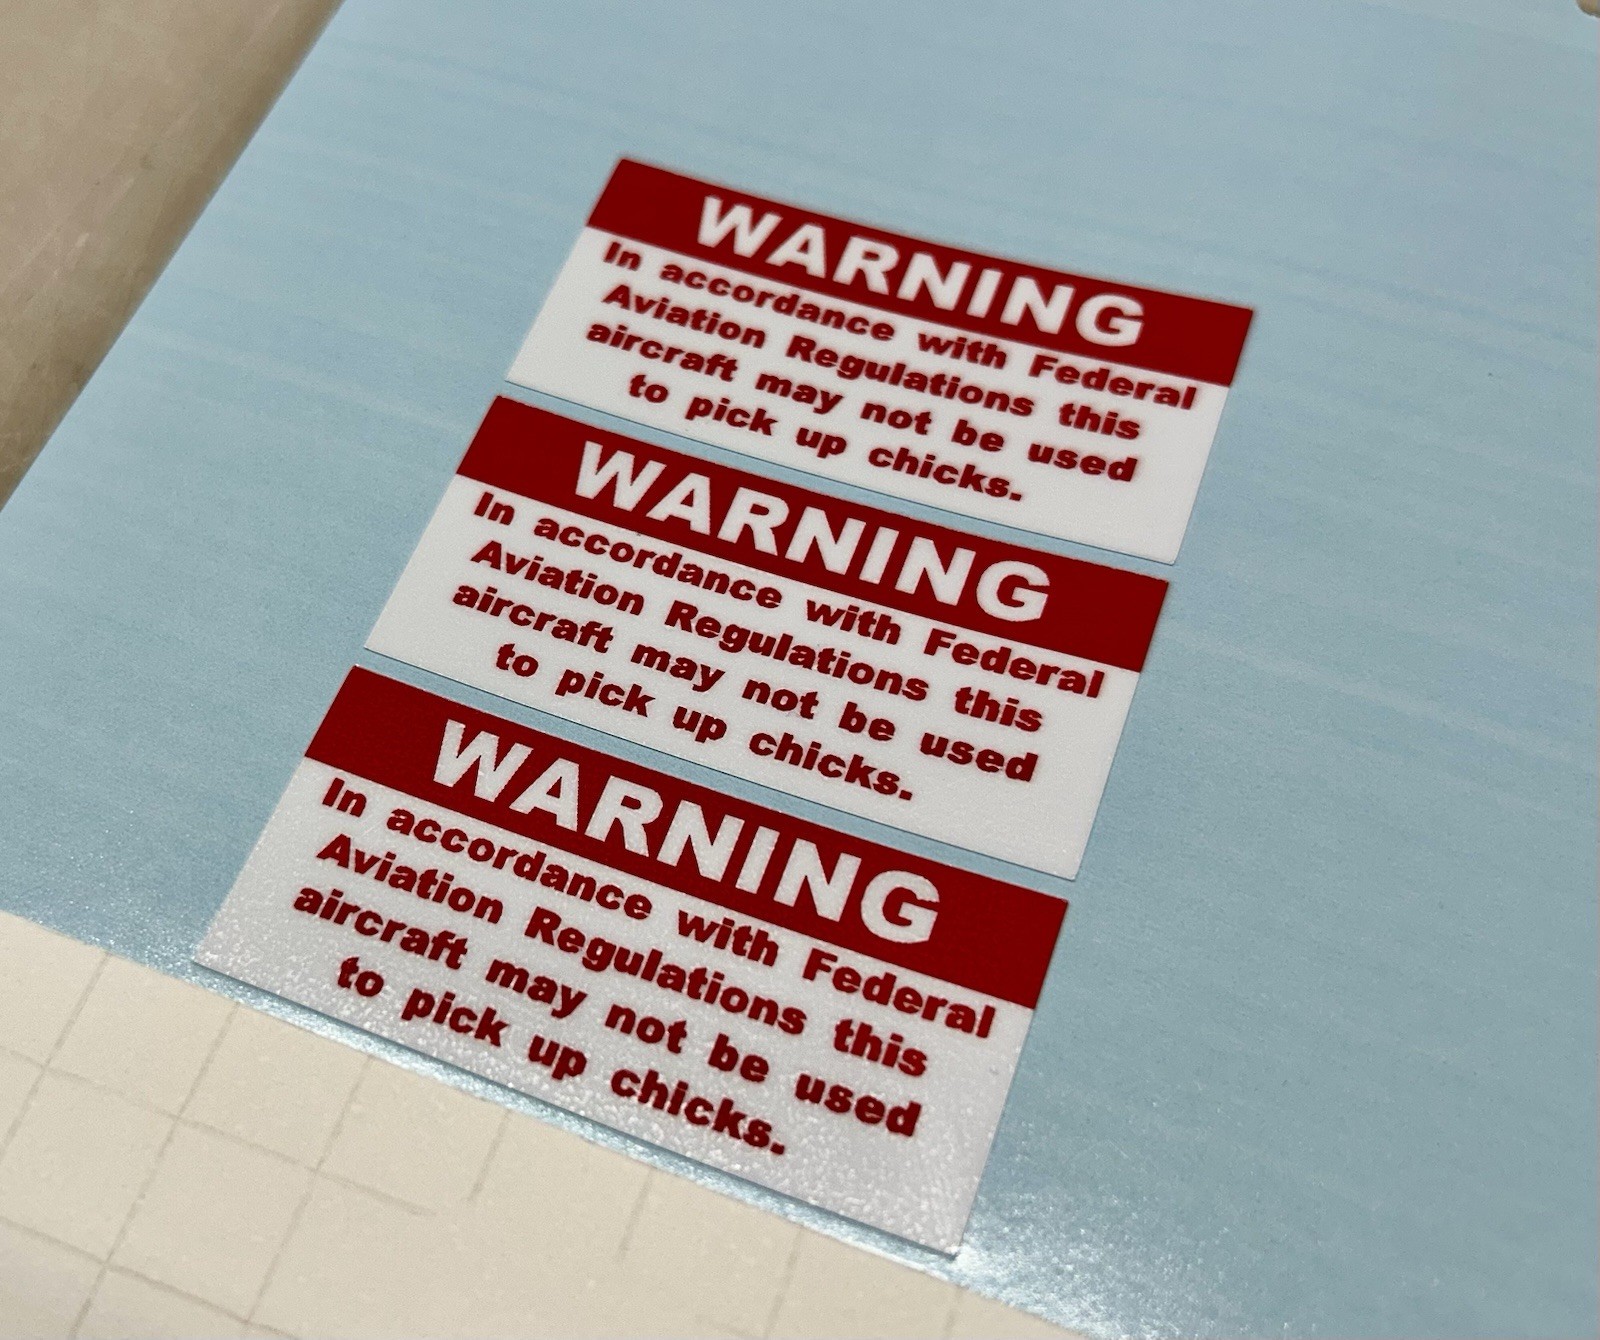 WARNING
In accordance with Federal
Aviation Regulations this
aircraft may not be used
to pick up chicks.
WARNING
In accordance with Federal
Aviation Regulations this
aircraft may not be used
to pick up chicks.
WARNING
In accordance with Federal
Aviation Regulations this
aircraft may not be used
to pick up chicks.